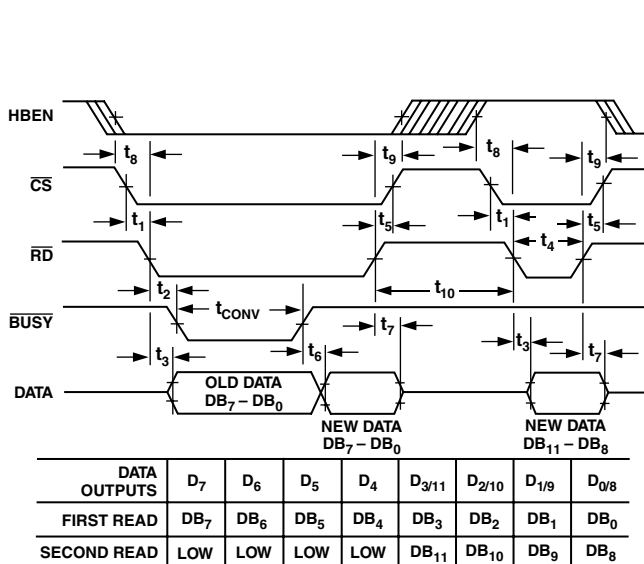 HBEN
t8 t9 t8 t9
CS
t1 t5 t1 t5
t4
RD
t2 tCONV t10
BUSY
t3 t6 t7 t3 t7
DATA
OLD DATA
DB7 – DB0
NEW DATA
DB7 – DB0
NEW DATA
DB11 – DB8
DATA OUTPUTS D7 D6 D5 D4 D3/11 D2/10 D1/9 D0/8
FIRST READ DB7 DB6 DB5 DB4 DB3 DB2 DB1 DB0
SECOND READ LOW LOW LOW LOW DB11 DB10 DB9 DB8